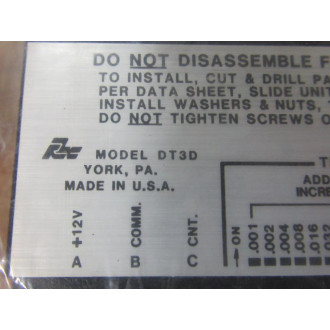 DO NOT DISASSEMBLE F
TO INSTALL, CUT & DRILL PA
PER DATA SHEET, SLIDE UNIT
INSTALL WASHERS & NUTS,
DO NOT TIGHTEN SCREWS O
MODEL DT3D
YORK, PA.
MADE IN U.S.A.
T
ADD
INCRE
+12V
COMM.
CNT.
ON
.001
.002
.004
.008
.016
.032
A B C